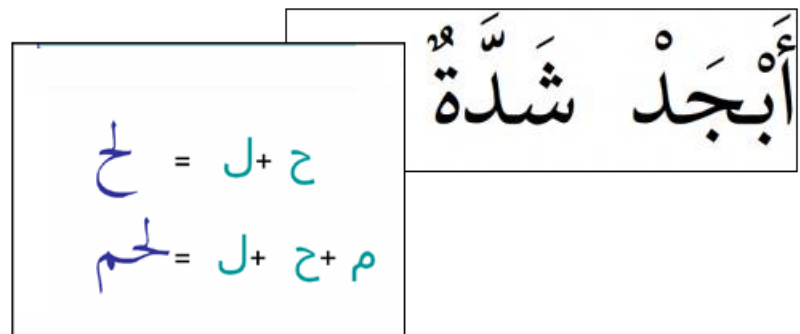 أَبْجَدْ شَدَّةٌ
لح = ل+ ح
لحم = ل+ ح+ م